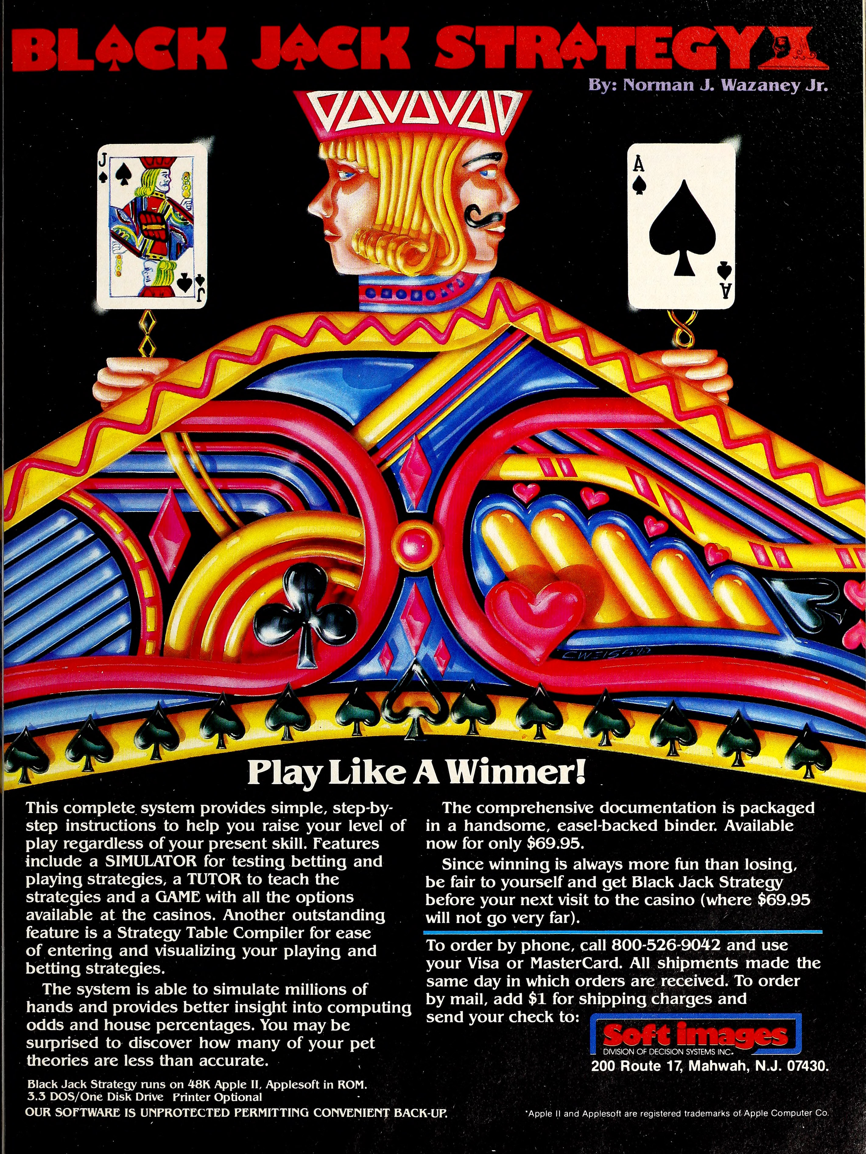 BLACK JACK STRATEGY
By: Norman J. Wazaney Jr.
J
J
A
A
Play Like A Winner!
This complete system provides simple, step-by-
step instructions to help you raise your level of
play regardless of your present skill. Features
include a SIMULATOR for testing betting and
playing strategies, a TUTOR to teach the
strategies and a GAME with all the options
available at the casinos. Another outstanding
feature is a Strategy Table Compiler for ease
of entering and visualizing your playing and
betting strategies.
The system is able to simulate millions of
hands and provides better insight into computing
odds and house percentages. You may be
surprised to discover how many of your pet
theories are less than accurate.
Black Jack Strategy runs on 48K Apple II, Applesoft in ROM.
3.3 DOS/One Disk Drive Printer Optional
OUR SOFTWARE IS UNPROTECTED PERMITTING CONVENIENT BACK-UP.
The comprehensive documentation is packaged
in a handsome, easel-backed binder. Available
now for only $69.95.
Since winning is always more fun than losing,
be fair to yourself and get Black Jack Strategy
before your next visit to the casino (where $69.95
will not go very far).
To order by phone, call 800-526-9042 and use
your Visa or MasterCard. All shipments made the
same day in which orders are received. To order
by mail, add $1 for shipping charges and
send your check to:
Soft images
DIVISION OF DECISION SYSTEMS INC.
200 Route 17, Mahwah, N.J. 07430.
*Apple II and Applesoft are registered trademarks of Apple Computer Co.